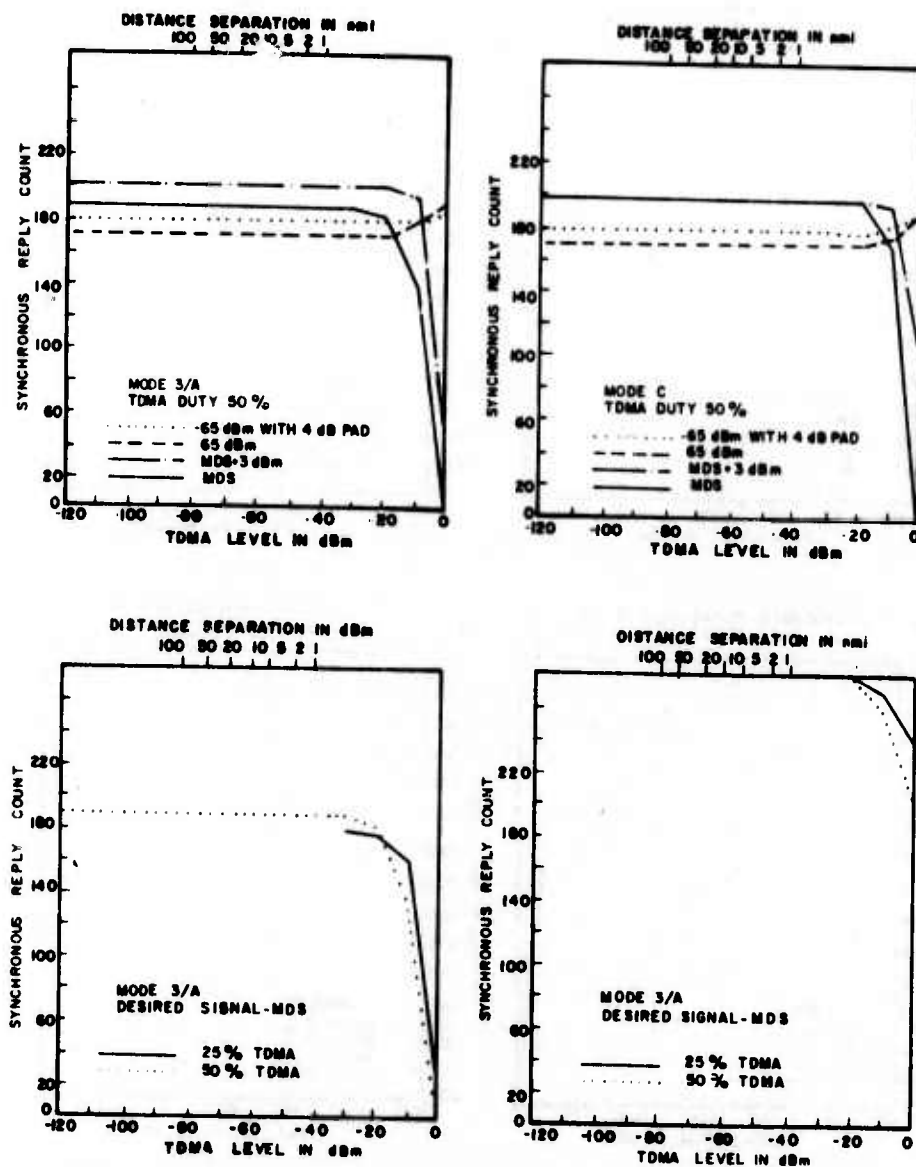 DISTANCE SEPARATION IN nmi
100 50 20 10 5 2 1
SYNCHRONOUS REPLY COUNT
220
180
140
100
60
20
0
MODE 3/A
TDMA DUTY 50%
-65 dBm WITH 4 dB PAD
65 dBm
MDS+3 dBm
MDS
-120 -100 -80 -60 -40 -20 0
TDMA LEVEL IN dBm
DISTANCE SEPARATION IN nmi
100 50 20 10 5 2 1
SYNCHRONOUS REPLY COUNT
220
180
140
100
60
20
0
MODE C
TDMA DUTY 50%
-65 dBm WITH 4 dB PAD
65 dBm
MDS+3 dBm
MDS
-120 -100 -80 -60 -40 -20 0
TDMA LEVEL IN dBm
DISTANCE SEPARATION IN dBm
100 50 20 10 5 2 1
SYNCHRONOUS REPLY COUNT
220
180
140
100
60
20
0
MODE 3/A
DESIRED SIGNAL-MDS
25% TDMA
50% TDMA
-120 -100 -80 -60 -40 -20 0
TDMA LEVEL IN dBm
DISTANCE SEPARATION IN nmi
100 50 20 10 5 2 1
SYNCHRONOUS REPLY COUNT
220
180
140
100
60
20
0
MODE 3/A
DESIRED SIGNAL-MDS
25% TDMA
50% TDMA
-120 -100 -80 -60 -40 -20 0
TDMA LEVEL IN dBm